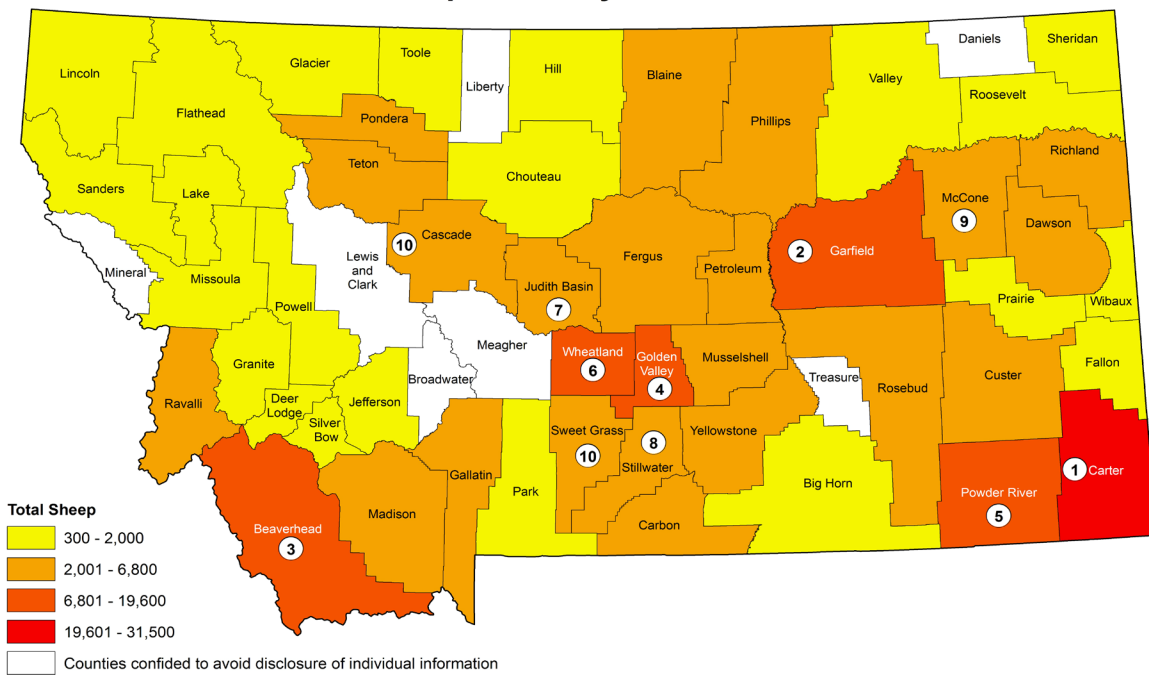 Lincoln
Flathead
Glacier
Toole
Liberty
Hill
Blaine
Phillips
Valley
Daniels
Sheridan
Roosevelt
Pondera
Teton
Chouteau
Sanders
Lake
Richland
McCone
9
Dawson
10
Cascade
2
Garfield
Fergus
Petroleum
Lewis
and
Clark
Mineral
Missoula
Powell
Judith Basin
7
Prairie
Wibaux
Meagher
Wheatland
6
Golden
Valley
4
Musselshell
Granite
Broadwater
Treasure
Rosebud
Custer
Fallon
Ravalli
Deer
Lodge
Silver
Bow
Jefferson
Sweet Grass
10
8
Stillwater
Yellowstone
Gallatin
Park
Big Horn
1
Carter
Powder River
5
Beaverhead
3
Madison
Carbon
Total Sheep
300 - 2,000
2,001 - 6,800
6,801 - 19,600
19,601 - 31,500
Counties confided to avoid disclosure of individual information